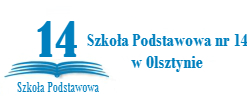 14
Szkoła Podstawowa
Szkoła Podstawowa nr 14
w Olsztynie